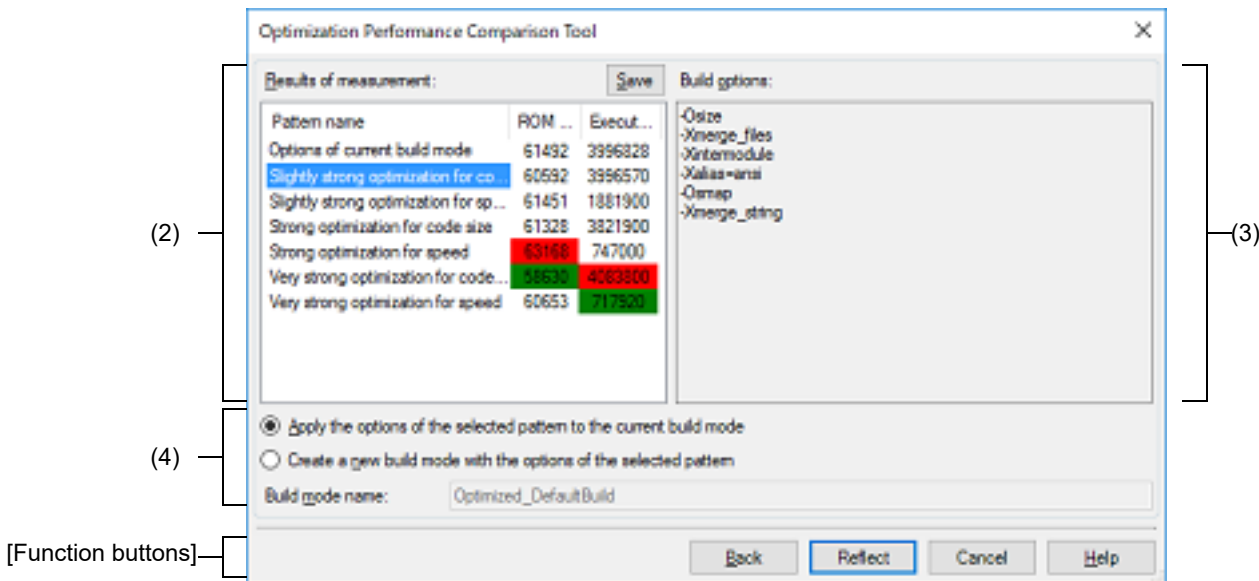 Optimization Performance Comparison Tool
Results of measurement: Save Build options:
Pattern name ROM ... Execut...
Options of current build mode 61492 3996828
Slightly strong optimization for co... 60592 3996570
Slightly strong optimization for sp... 61451 1881900
Strong optimization for code size 61328 3821900
Strong optimization for speed 63168 747000
Very strong optimization for code... 58630 4083800
Very strong optimization for speed 60653 717920
-Osize
-Xmerge_files
-Xintermodule
-Xalias=ansi
-Osmap
-Xmerge_string
(2)
(3)
Apply the options of the selected pattern to the current build mode
Create a new build mode with the options of the selected pattern
(4)
Build mode name: Optimized_DefaultBuild
[Function buttons]
Back Reflect Cancel Help